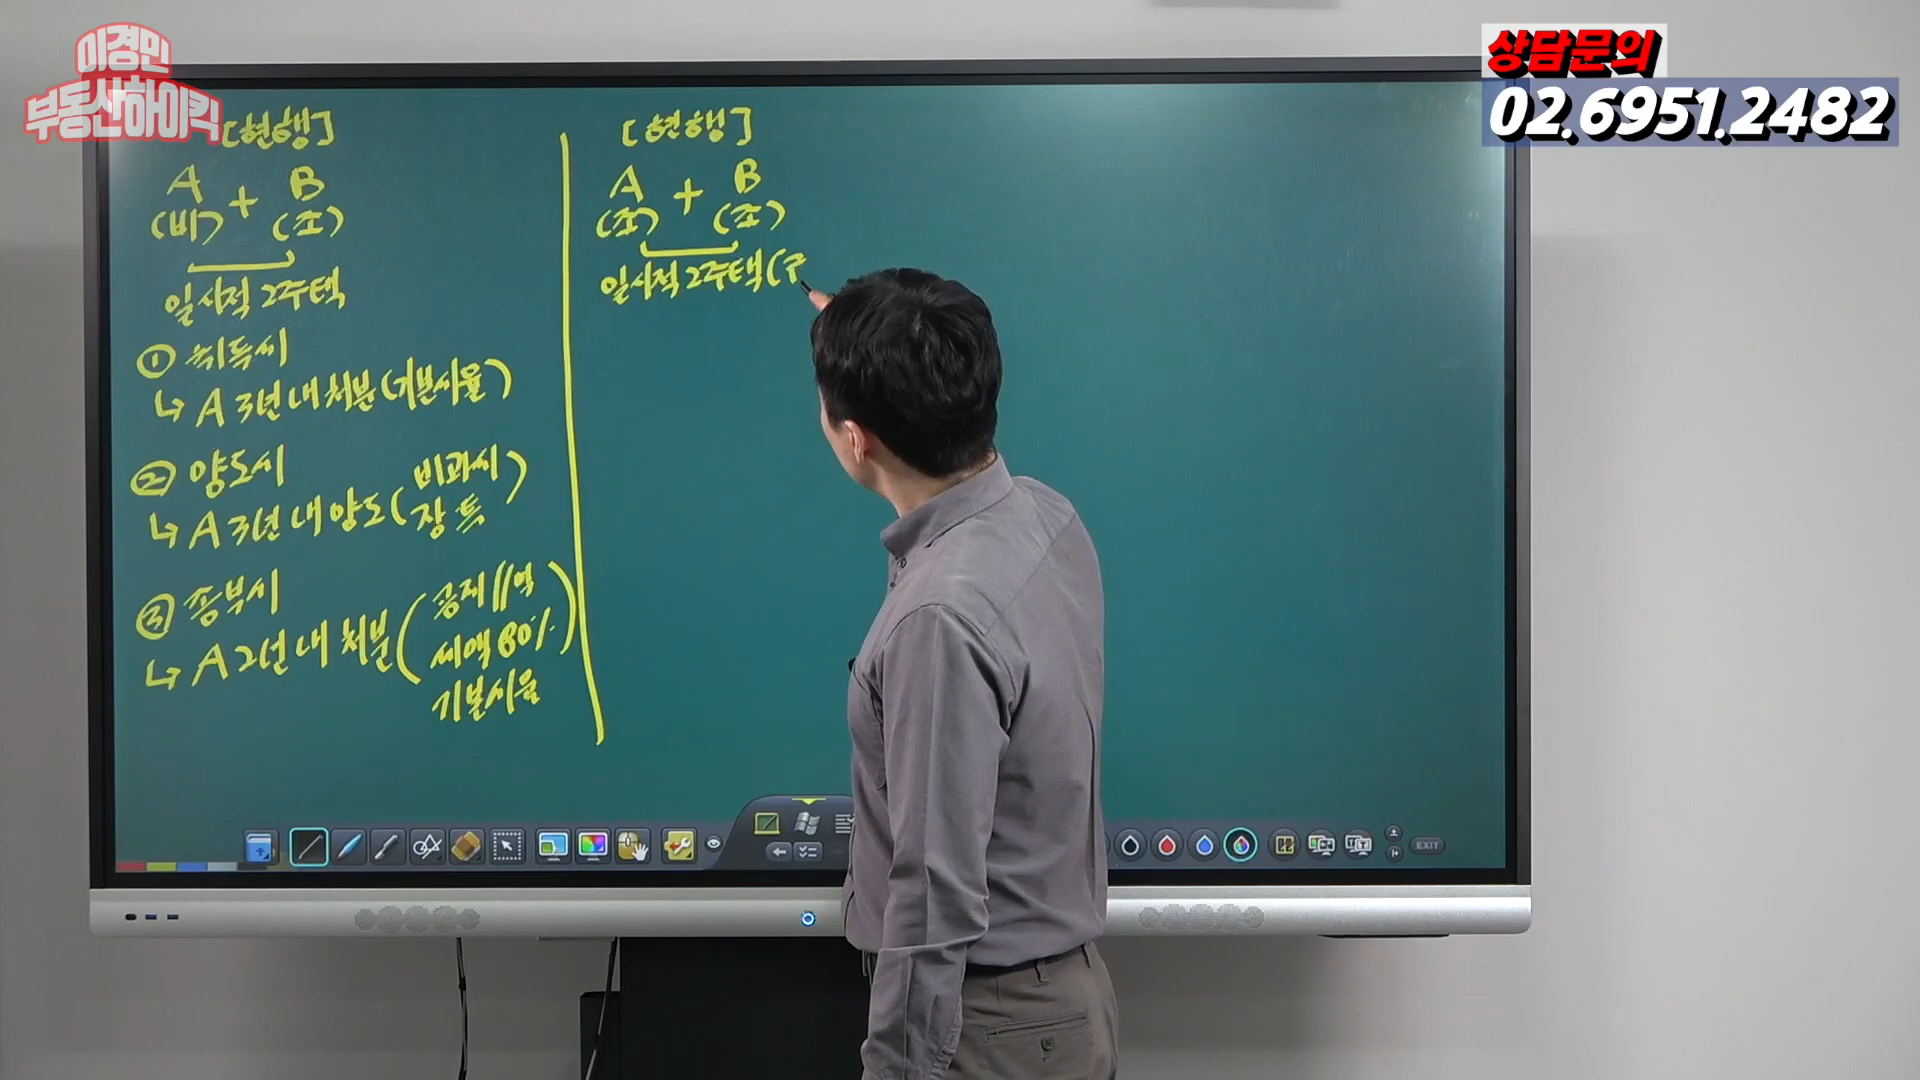 이경민
부동산하이킥
상담문의
02.6951.2482
[현행]
A + B
(비) (조)
일시적 2주택
① 취득세
↳ A 3년 내 처분 (기본세율)
② 양도세
↳ A 3년 내 양도 (비과세
장특)
③ 종부세
↳ A 2년 내 처분 (공제 11억
세액 80%)
기본세율
[현행]
A + B
(조) (조)
일시적 2주택 (
EXIT